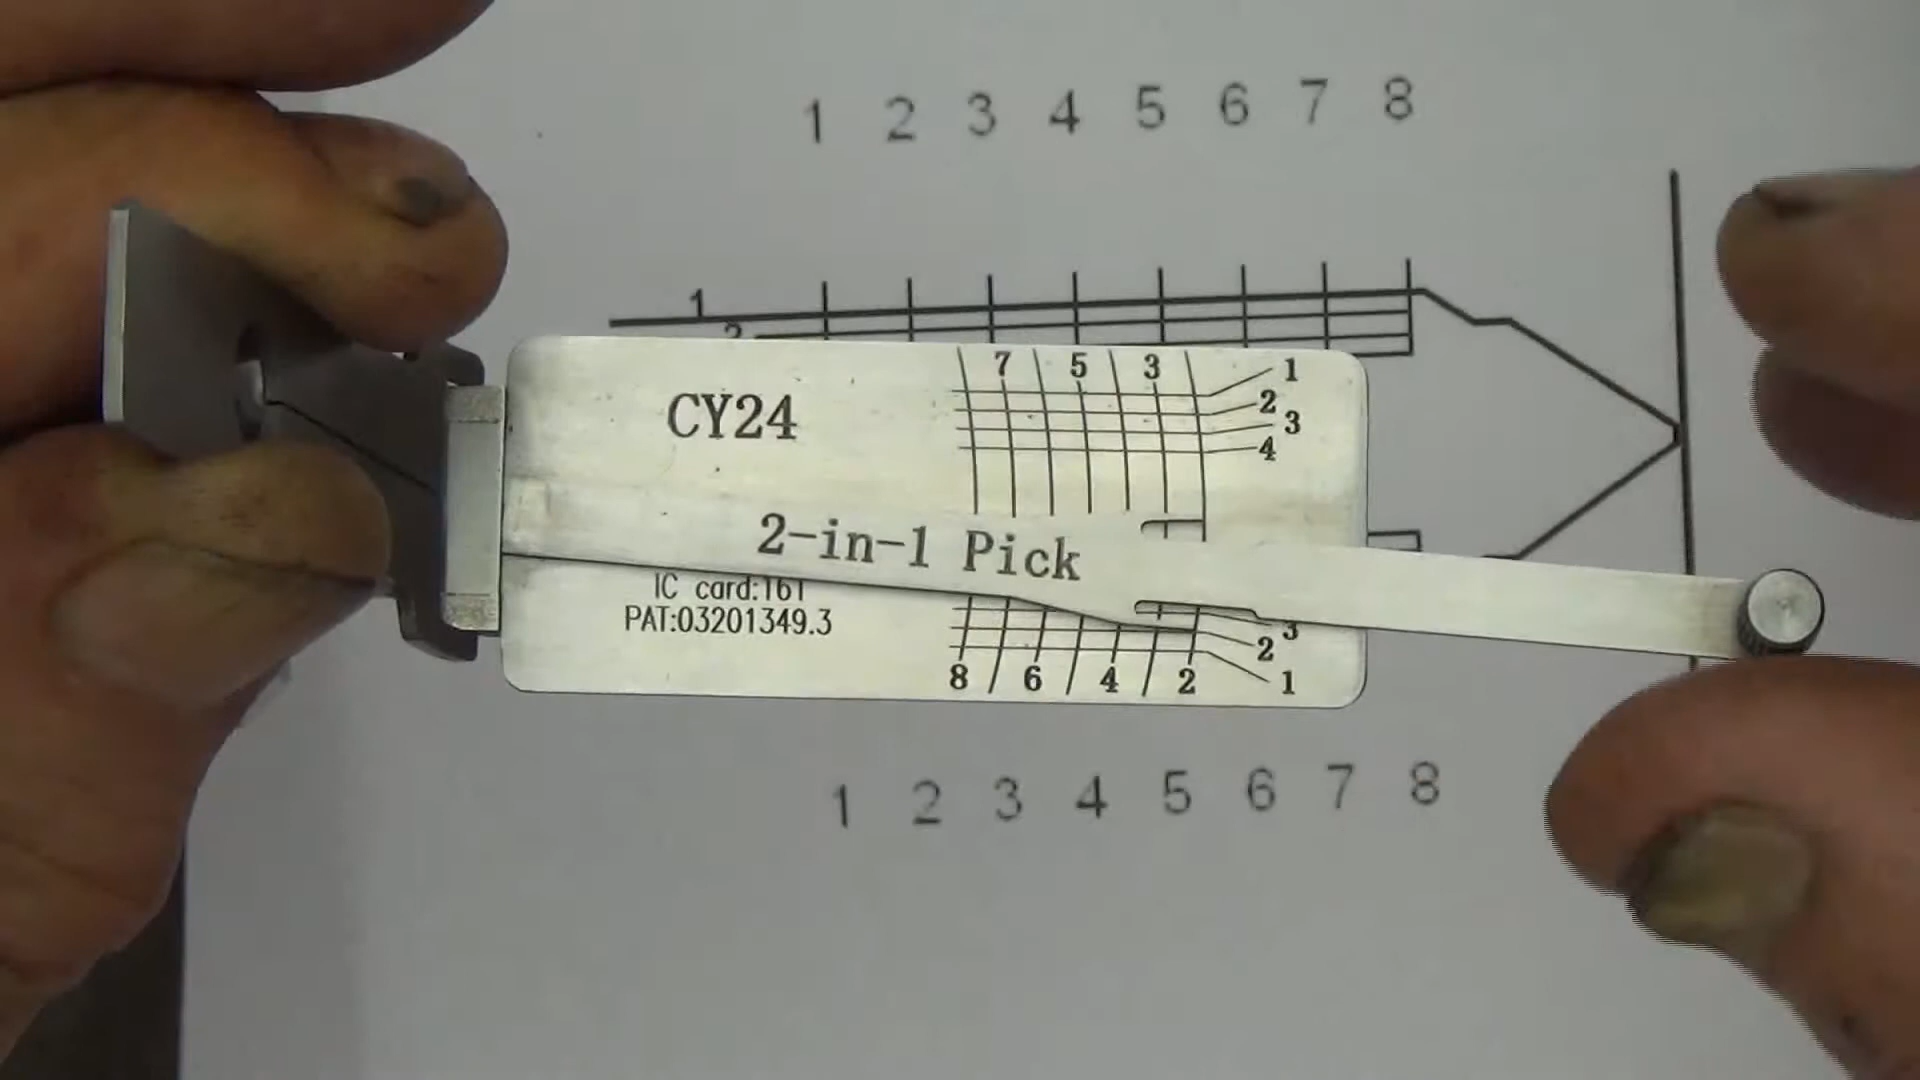 1 2 3 4 5 6 7 8
1
2
7 5 3 1
2
3
4
CY24
2-in-1 Pick
IC card:161
PAT:03201349.3
3
2
8 6 4 2 1
1 2 3 4 5 6 7 8